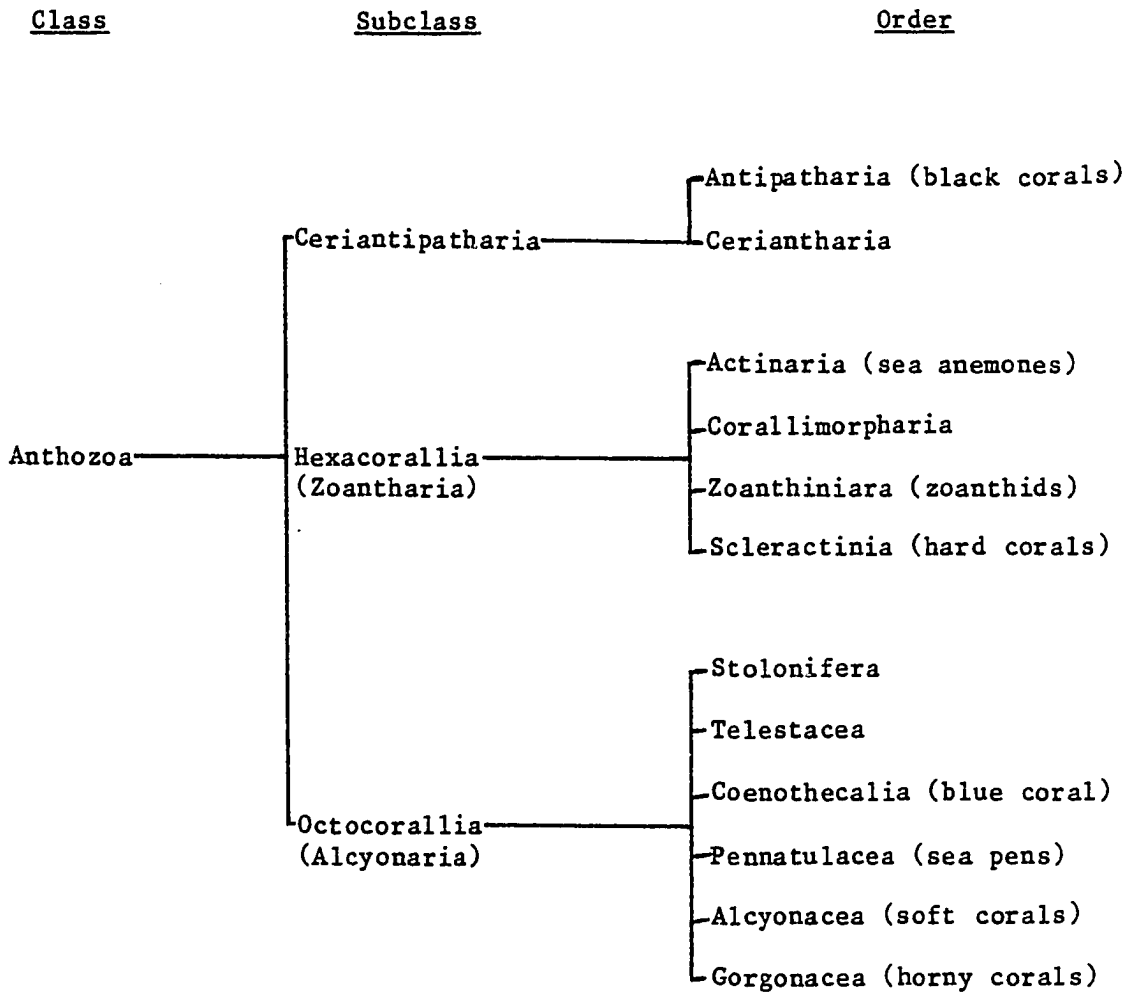 Class Subclass Order
Antipatharia (black corals)
Ceriantipatharia
Ceriantharia
Actinaria (sea anemones)
Corallimorpharia
Anthozoa Hexacorallia
(Zoantharia)
Zoanthiniara (zoanthids)
Scleractinia (hard corals)
Stolonifera
Telestacea
Coenothecalia (blue coral)
Octocorallia
(Alcyonaria)
Pennatulacea (sea pens)
Alcyonacea (soft corals)
Gorgonacea (horny corals)